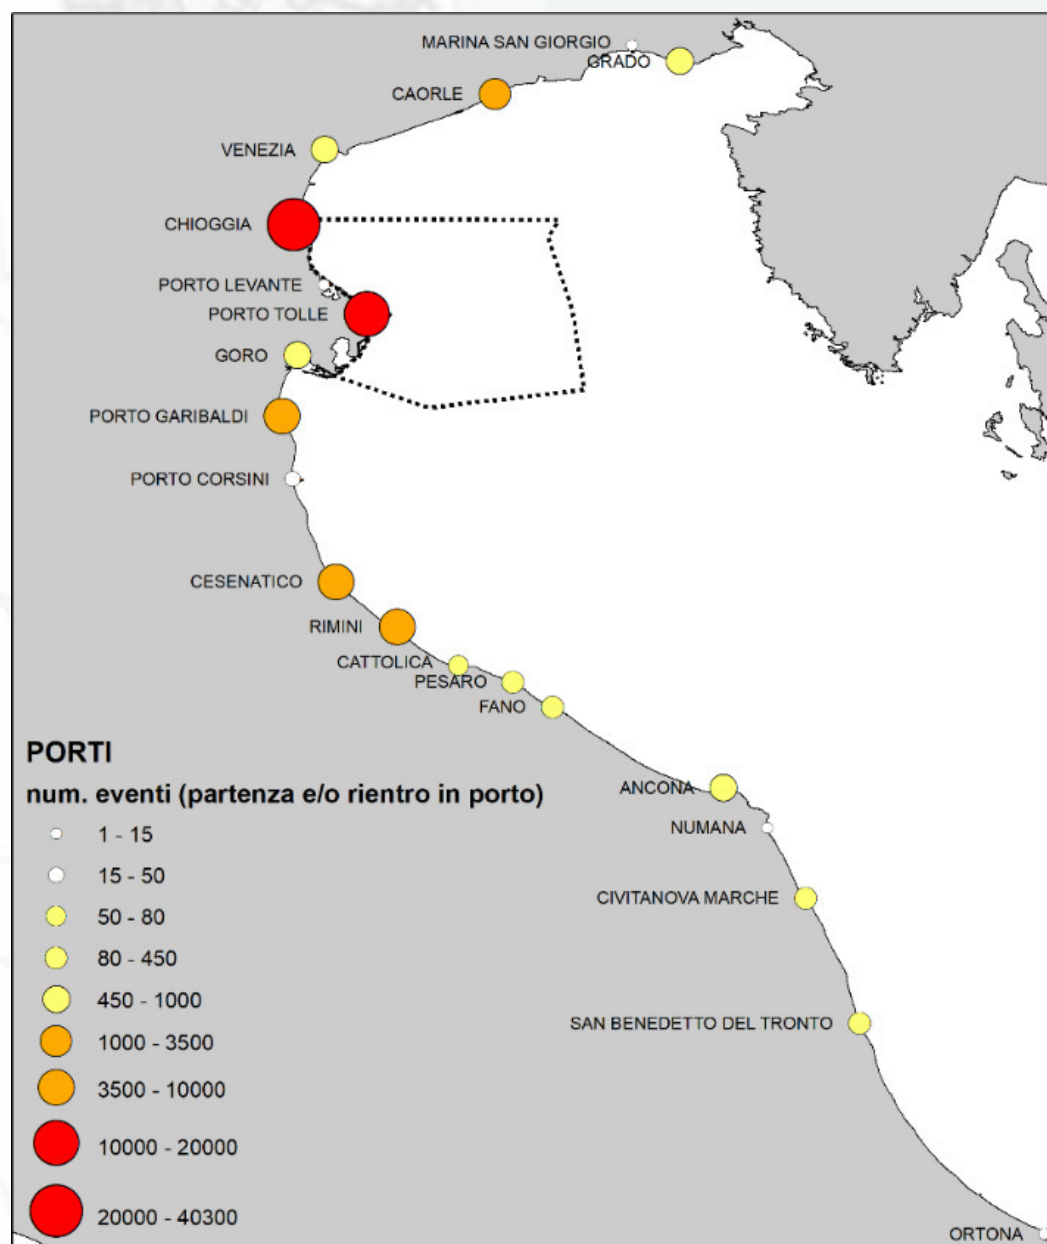 MARINA SAN GIORGIO
GRADO
CAORLE
VENEZIA
CHIOGGIA
PORTO LEVANTE
PORTO TOLLE
GORO
PORTO GARIBALDI
PORTO CORSINI
CESENATICO
RIMINI
CATTOLICA
PESARO
FANO
ANCONA
NUMANA
CIVITANOVA MARCHE
SAN BENEDETTO DEL TRONTO
ORTONA
PORTI
num. eventi (partenza e/o rientro in porto)
1 - 15
15 - 50
50 - 80
80 - 450
450 - 1000
1000 - 3500
3500 - 10000
10000 - 20000
20000 - 40300